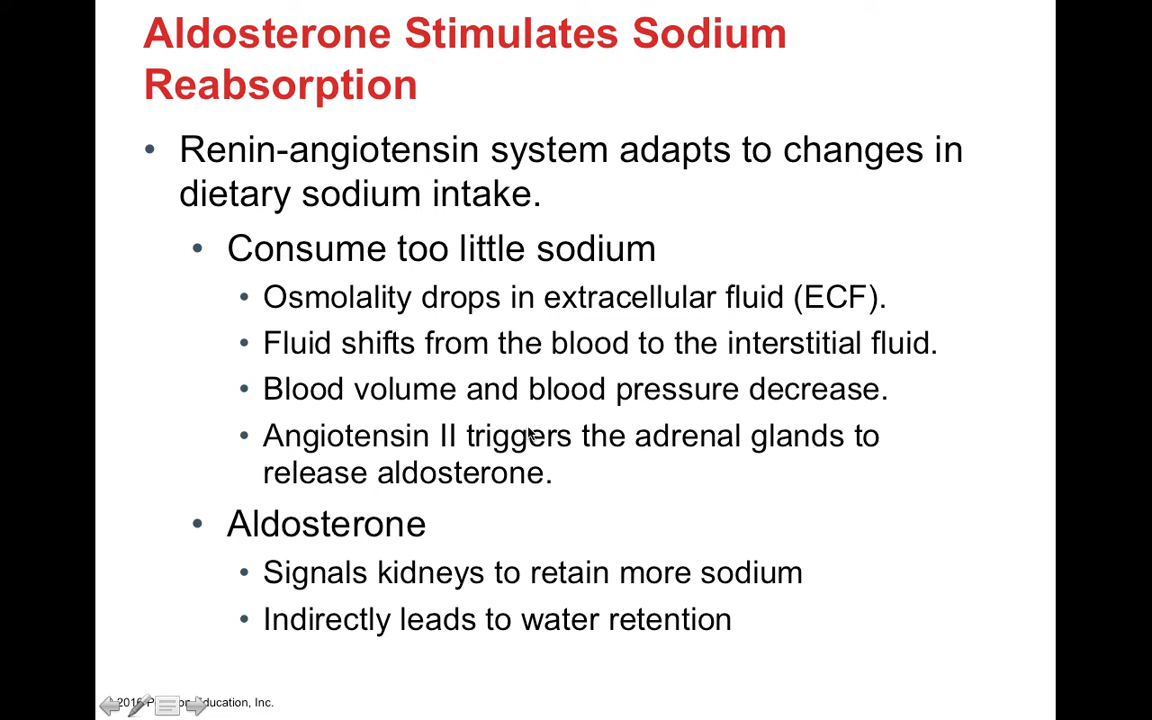 Aldosterone Stimulates Sodium
Reabsorption
• Renin-angiotensin system adapts to changes in
dietary sodium intake.
• Consume too little sodium
• Osmolality drops in extracellular fluid (ECF).
• Fluid shifts from the blood to the interstitial fluid.
• Blood volume and blood pressure decrease.
• Angiotensin II triggers the adrenal glands to
release aldosterone.
• Aldosterone
• Signals kidneys to retain more sodium
• Indirectly leads to water retention
2016 Education, Inc.